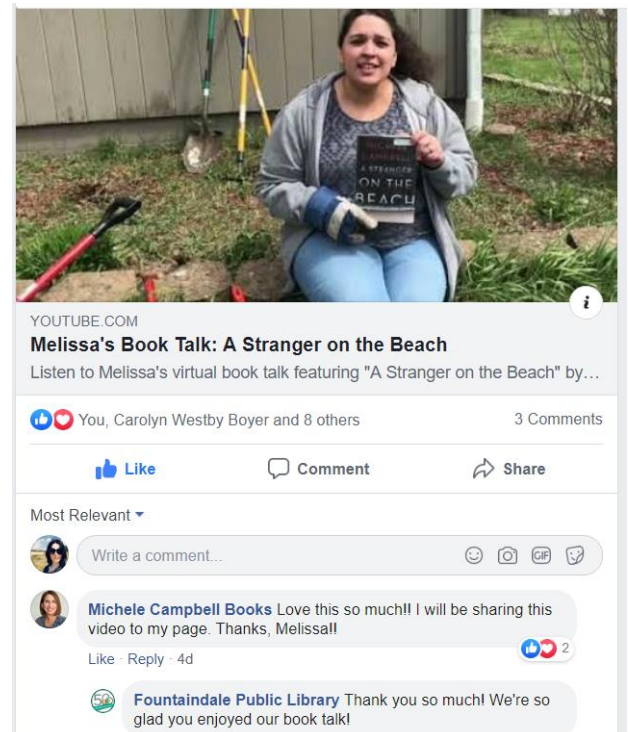 MICHELE
CAMPBELL
A STRANGER
ON THE
BEACH
i
YOUTUBE.COM
Melissa's Book Talk: A Stranger on the Beach
Listen to Melissa's virtual book talk featuring "A Stranger on the Beach" by…
You, Carolyn Westby Boyer and 8 others 3 Comments
Like Comment Share
Most Relevant
Write a comment... GIF
Michele Campbell Books Love this so much!! I will be sharing this
video to my page. Thanks, Melissa!!
2
Like · Reply · 4d
50
Fountaindale Public Library Thank you so much! We're so
glad you enjoyed our book talk!